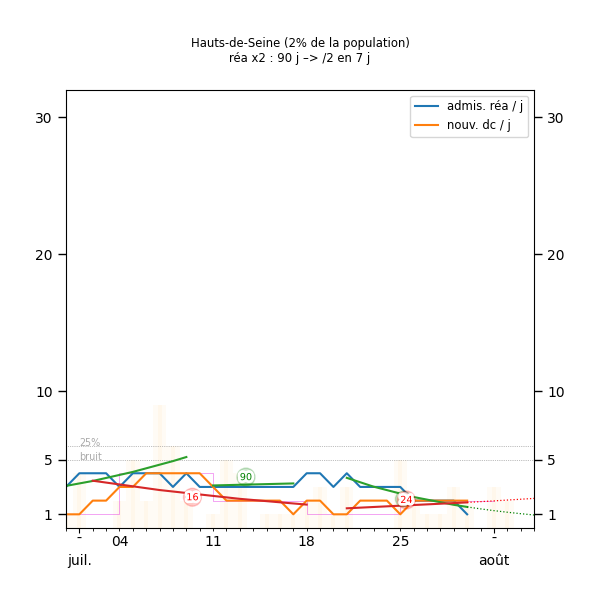 Hauts-de-Seine (2% de la population)
réa x2 : 90 j –> /2 en 7 j
admis. réa / j
nouv. dc / j
30 30
20 20
10 10
25%
bruit
5 5
90
16
24
1 1
- 04 11 18 25 -
juil. août